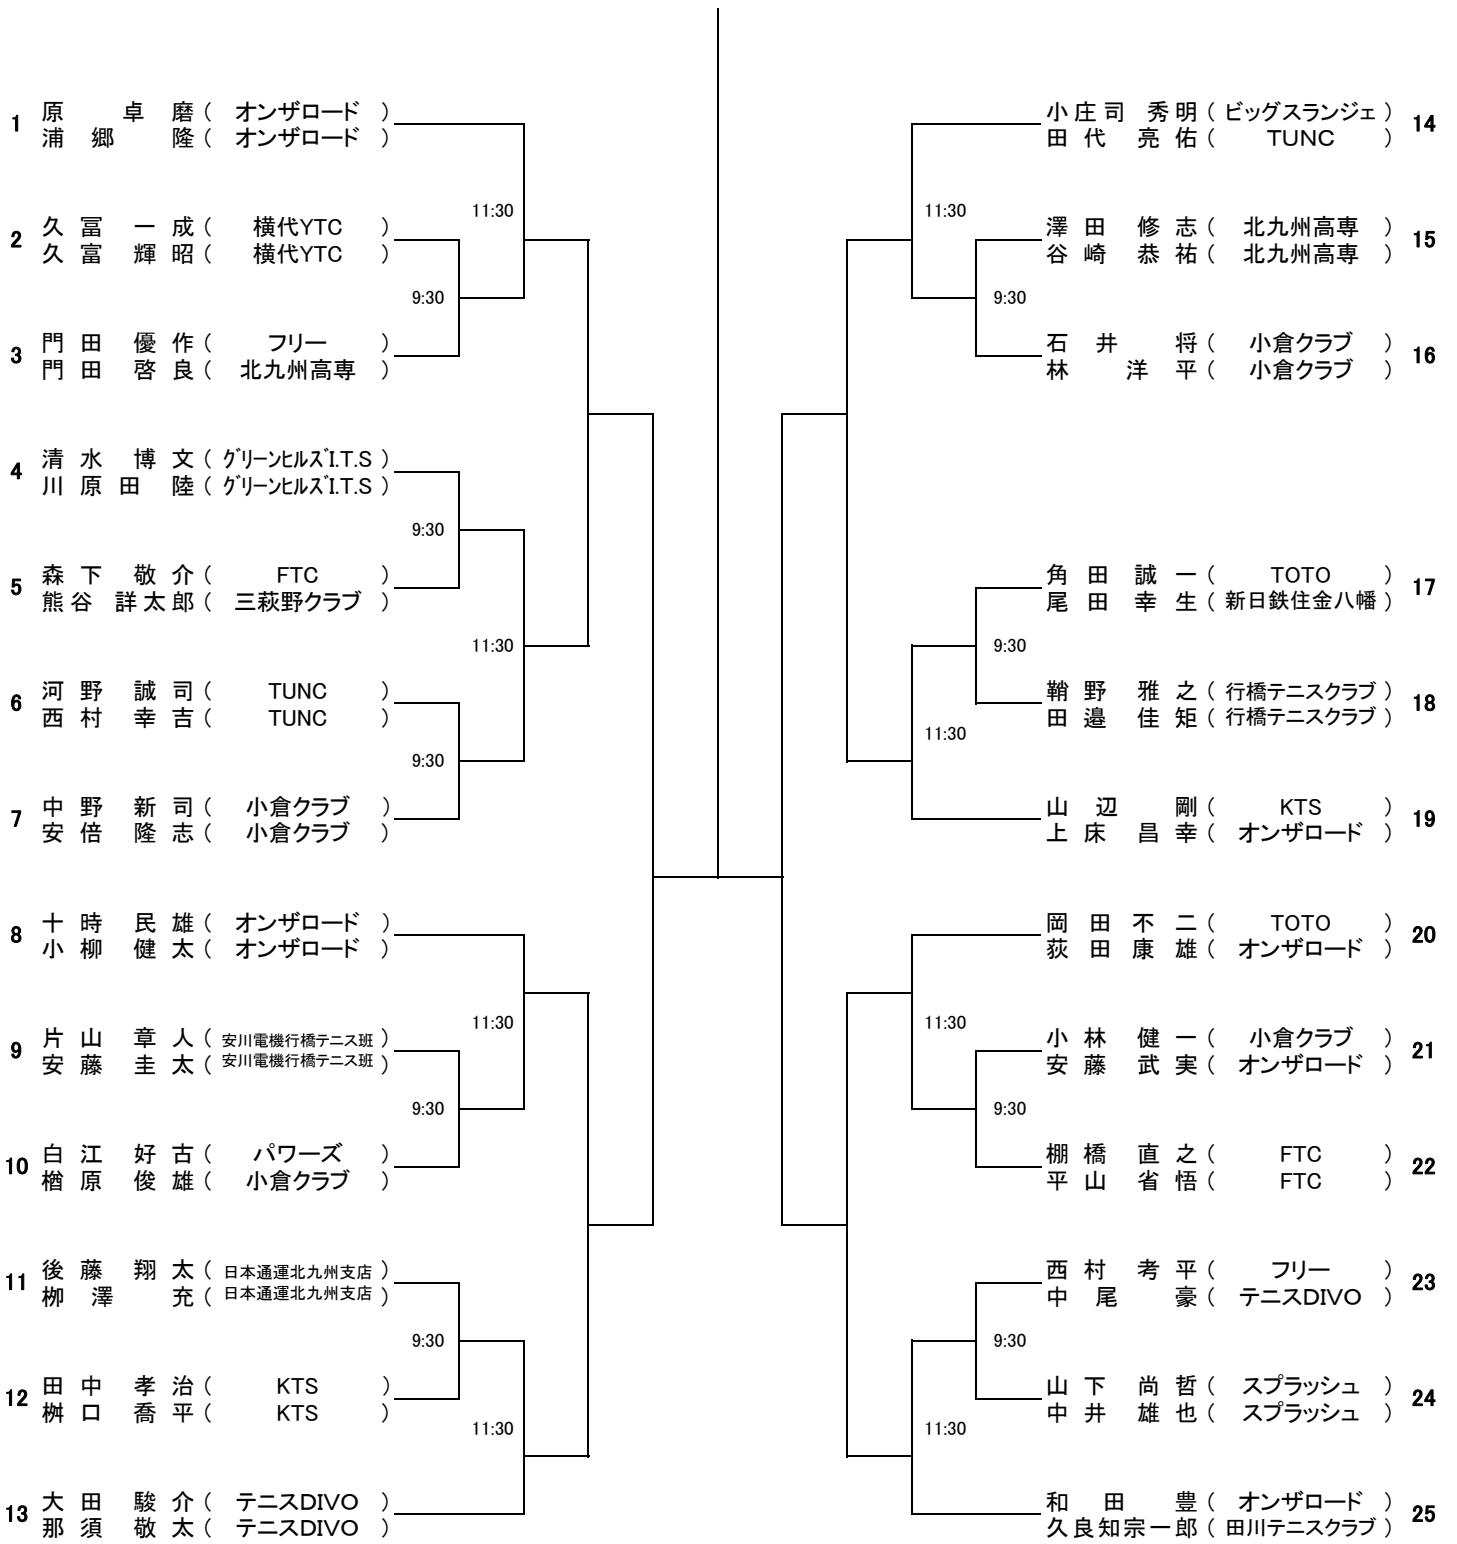 1 原 卓磨 ( オンザロード )
浦郷 隆 ( オンザロード )
11:30
2 久冨 一成 ( 横代YTC )
久富 輝昭 ( 横代YTC )
9:30
3 門田 優作 ( フリー )
門田 啓良 ( 北九州高専 )
4 清水 博文 ( グリーンヒルズI.T.S )
川原田 陸 ( グリーンヒルズI.T.S )
9:30
5 森下 敬介 ( FTC )
熊谷 詳太郎 ( 三萩野クラブ )
11:30
6 河野 誠司 ( TUNC )
西村 幸吉 ( TUNC )
9:30
7 中野 新司 ( 小倉クラブ )
安倍 隆志 ( 小倉クラブ )
8 十時 民雄 ( オンザロード )
小柳 健太 ( オンザロード )
11:30
9 片山 章人 ( 安川電機行橋テニス班 )
安藤 圭太 ( 安川電機行橋テニス班 )
9:30
10 白江 好古 ( パワーズ )
楢原 俊雄 ( 小倉クラブ )
11 後藤 翔太 ( 日本通運北九州支店 )
栁澤 充 ( 日本通運北九州支店 )
9:30
12 田中 孝治 ( KTS )
桝口 喬平 ( KTS )
11:30
13 大田 駿介 ( テニスDIVO )
那須 敬太 ( テニスDIVO )
小庄司 秀明 ( ビッグスランジェ ) 14
田代 亮佑 ( TUNC )
11:30
澤田 修志 ( 北九州高専 ) 15
谷崎 恭祐 ( 北九州高専 )
9:30
石井 将 ( 小倉クラブ ) 16
林 洋平 ( 小倉クラブ )
角田 誠一 ( TOTO ) 17
尾田 幸生 ( 新日鉄住金八幡 )
9:30
鞘野 雅之 ( 行橋テニスクラブ ) 18
田邉 佳矩 ( 行橋テニスクラブ )
11:30
山辺 剛 ( KTS ) 19
上床 昌幸 ( オンザロード )
岡田 不二 ( TOTO ) 20
荻田 康雄 ( オンザロード )
11:30
小林 健一 ( 小倉クラブ ) 21
安藤 武実 ( オンザロード )
9:30
棚橋 直之 ( FTC ) 22
平山 省悟 ( FTC )
西村 考平 ( フリー ) 23
中尾 豪 ( テニスDIVO )
9:30
山下 尚哲 ( スプラッシュ ) 24
中井 雄也 ( スプラッシュ )
11:30
和田 豊 ( オンザロード ) 25
久良知宗一郎 ( 田川テニスクラブ )